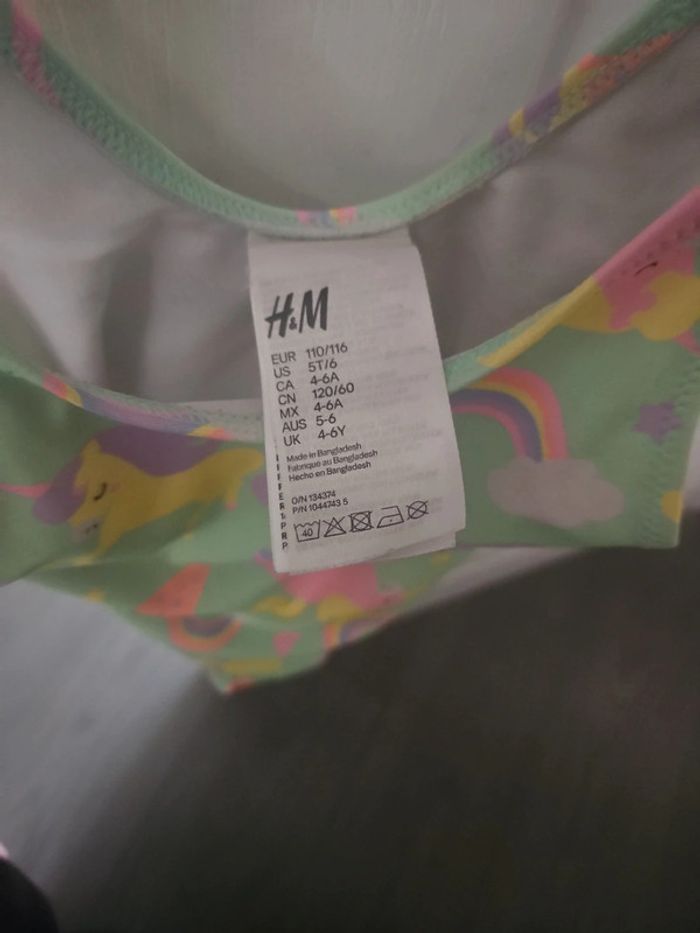 H&M
EUR 110/116
US 5T/6
CA 4-6A
CN 120/60
MX 4-6A
AUS 5-6
UK 4-6Y
Made in Bangladesh
Fabriqué au Bangladesh
Hecho en Bangladesh
O/N 134374
P/N 1044743 5
40